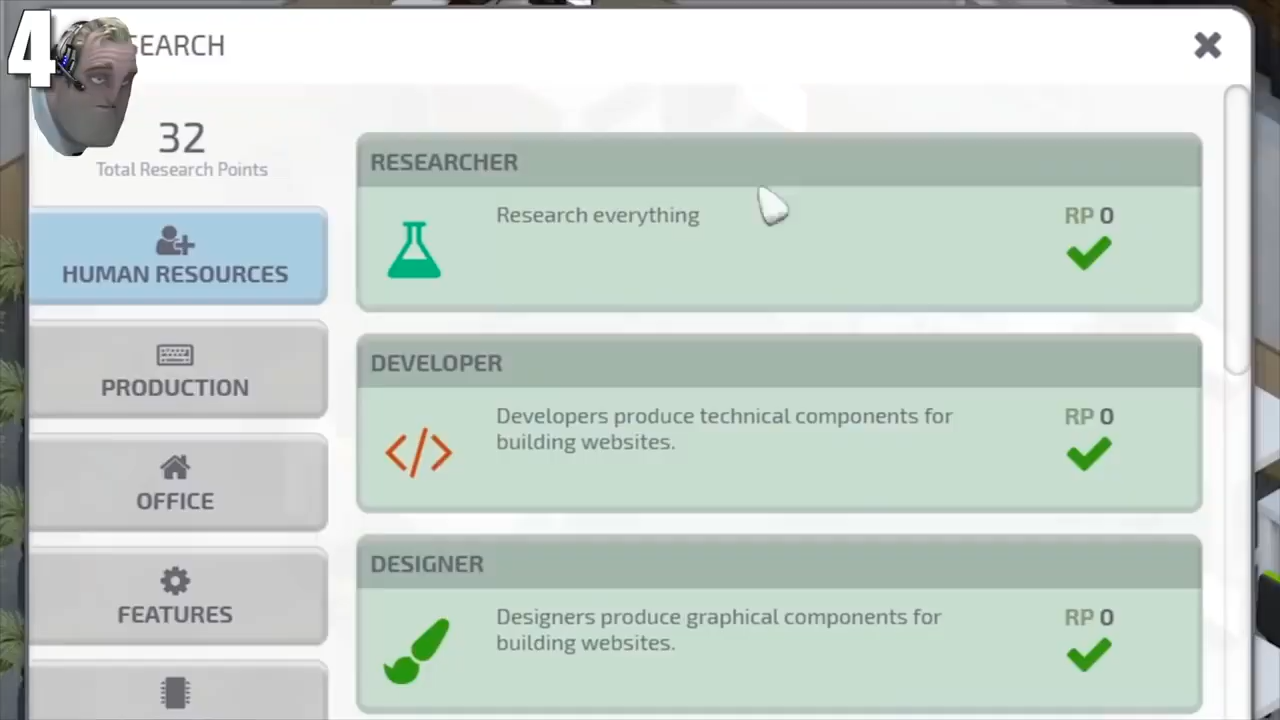 4
EARCH
32
Total Research Points
HUMAN RESOURCES
PRODUCTION
OFFICE
FEATURES
RESEARCHER
Research everything
RP 0
DEVELOPER
Developers produce technical components for
building websites.
RP 0
DESIGNER
Designers produce graphical components for
building websites.
RP 0